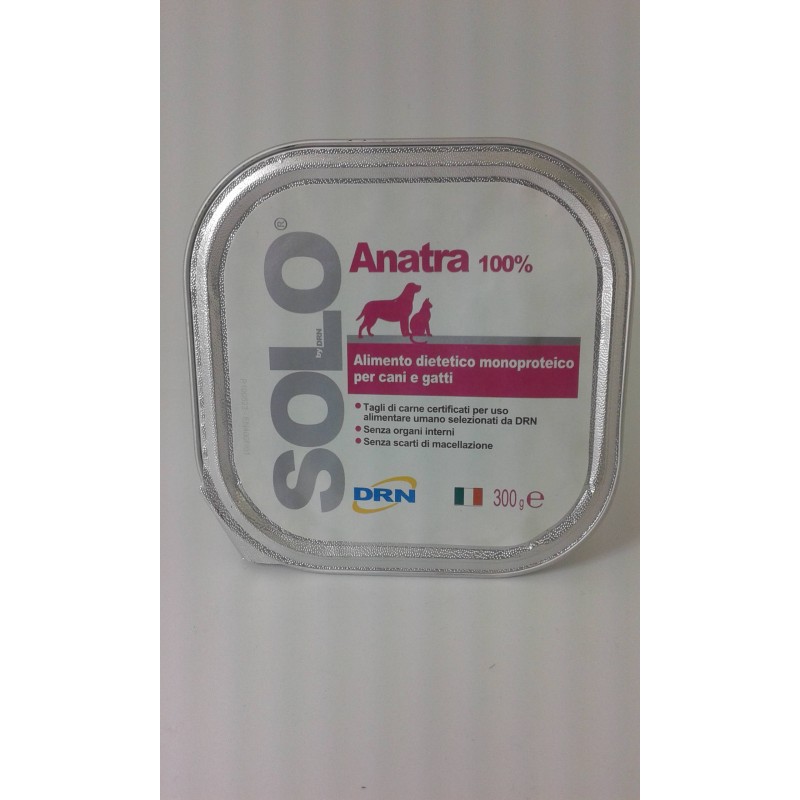 SOLO®
by DRN
Anatra 100%
Alimento dietetico monoproteico
per cani e gatti
• Tagli di carne certificati per uso
alimentare umano selezionati da DRN
• Senza organi interni
• Senza scarti di macellazione
DRN
300 g ℮